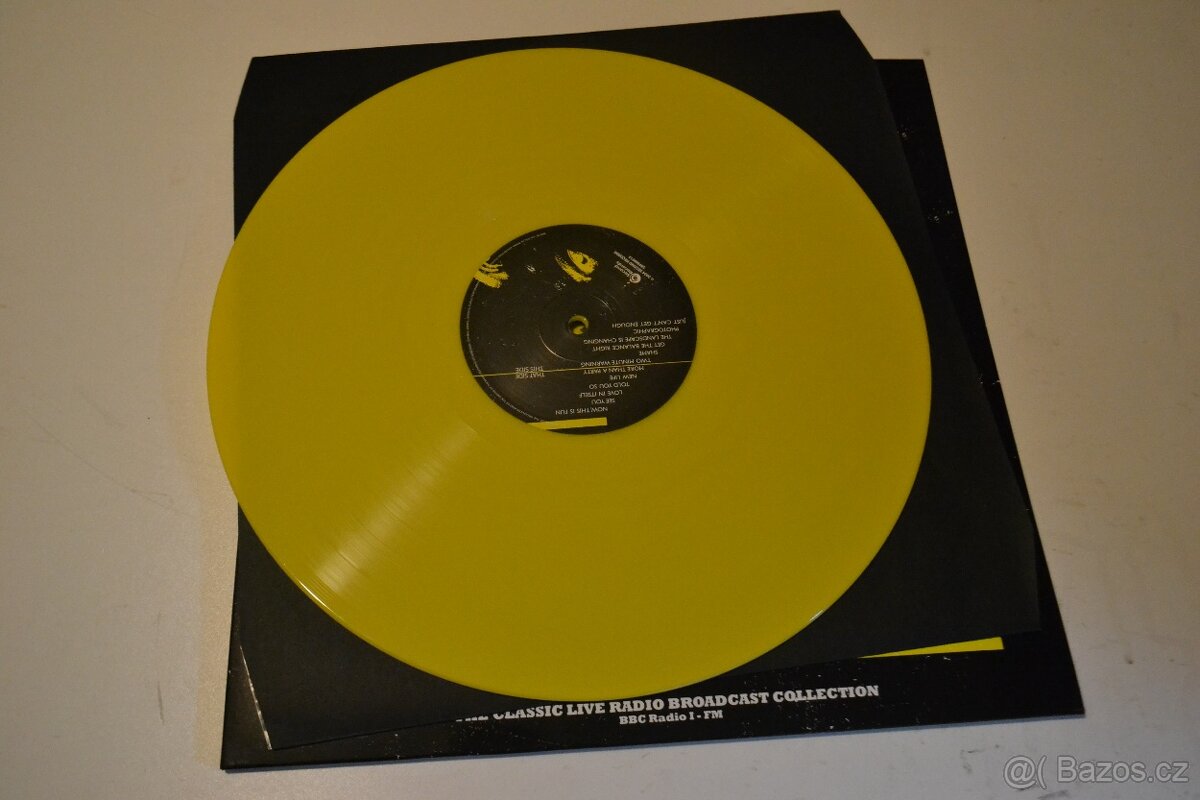 NOW, THIS IS FUN
SEE YOU
LOVE IN ITSELF
TOLD YOU SO
NEW LIFE
MORE THAN A PARTY
THIS SIDE
THAT SIDE
TWO MINUTE WARNING
SHAME
GET THE BALANCE RIGHT
THE LANDSCAPE IS CHANGING
PHOTOGRAPHIC
JUST CAN'T GET ENOUGH
CLASSIC LIVE RADIO BROADCAST COLLECTION
BBC Radio 1 - FM
@( Bazos.cz